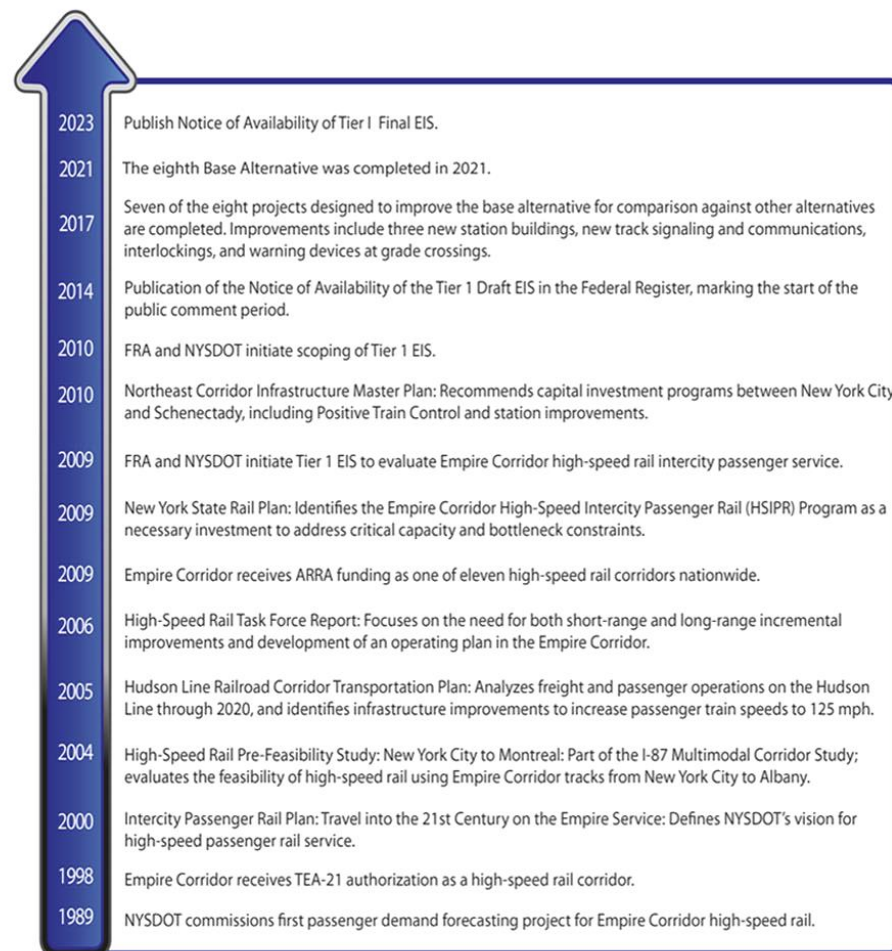 2023 Publish Notice of Availability of Tier I Final EIS.
2021 The eighth Base Alternative was completed in 2021.
2017 Seven of the eight projects designed to improve the base alternative for comparison against other alternatives
are completed. Improvements include three new station buildings, new track signaling and communications,
interlockings, and warning devices at grade crossings.
2014 Publication of the Notice of Availability of the Tier 1 Draft EIS in the Federal Register, marking the start of the
public comment period.
2010 FRA and NYSDOT initiate scoping of Tier 1 EIS.
2010 Northeast Corridor Infrastructure Master Plan: Recommends capital investment programs between New York City
and Schenectady, including Positive Train Control and station improvements.
2009 FRA and NYSDOT initiate Tier 1 EIS to evaluate Empire Corridor high-speed rail intercity passenger service.
2009 New York State Rail Plan: Identifies the Empire Corridor High-Speed Intercity Passenger Rail (HSIPR) Program as a
necessary investment to address critical capacity and bottleneck constraints.
2009 Empire Corridor receives ARRA funding as one of eleven high-speed rail corridors nationwide.
2006 High-Speed Rail Task Force Report: Focuses on the need for both short-range and long-range incremental
improvements and development of an operating plan in the Empire Corridor.
2005 Hudson Line Railroad Corridor Transportation Plan: Analyzes freight and passenger operations on the Hudson
Line through 2020, and identifies infrastructure improvements to increase passenger train speeds to 125 mph.
2004 High-Speed Rail Pre-Feasibility Study: New York City to Montreal: Part of the I-87 Multimodal Corridor Study;
evaluates the feasibility of high-speed rail using Empire Corridor tracks from New York City to Albany.
2000 Intercity Passenger Rail Plan: Travel into the 21st Century on the Empire Service: Defines NYSDOT's vision for
high-speed passenger rail service.
1998 Empire Corridor receives TEA-21 authorization as a high-speed rail corridor.
1989 NYSDOT commissions first passenger demand forecasting project for Empire Corridor high-speed rail.